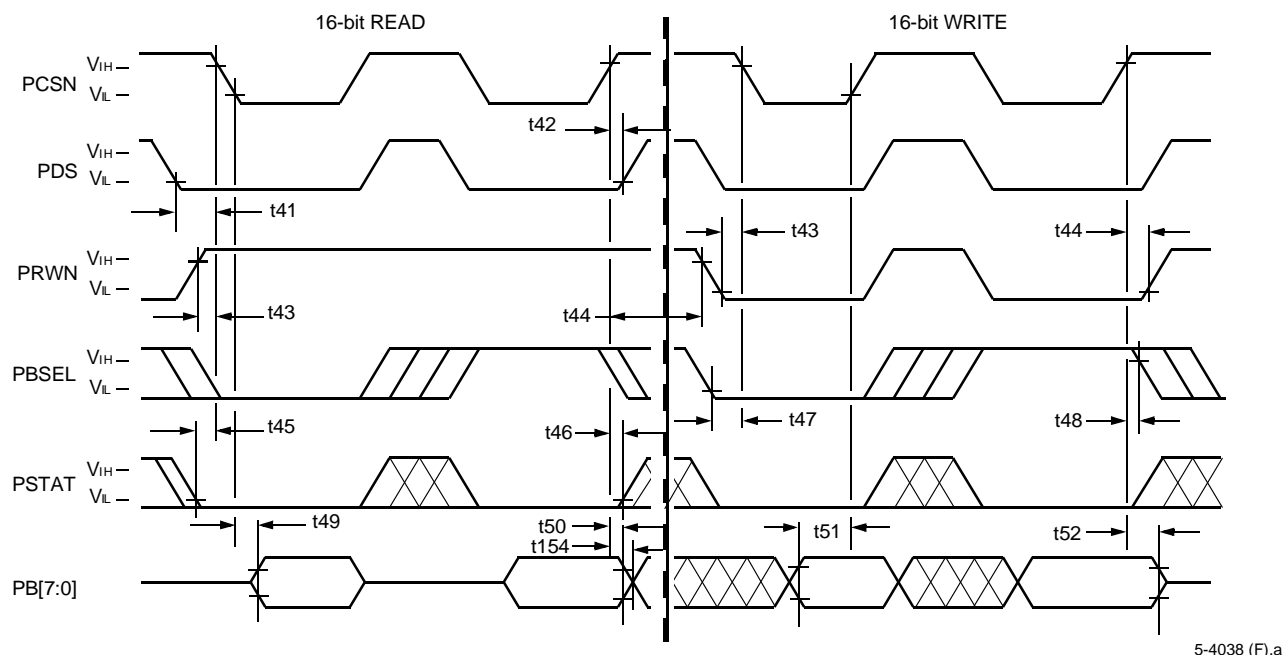 16-bit READ
16-bit WRITE
PCSN
VIH
VIL
t42
PDS
VIH
VIL
t41
t43
t44
PRWN
VIH
VIL
t43
t44
PBSEL
VIH
VIL
t45
t46
t47
t48
PSTAT
VIH
VIL
t49
t50
t51
t52
t154
PB[7:0]
5-4038 (F).a